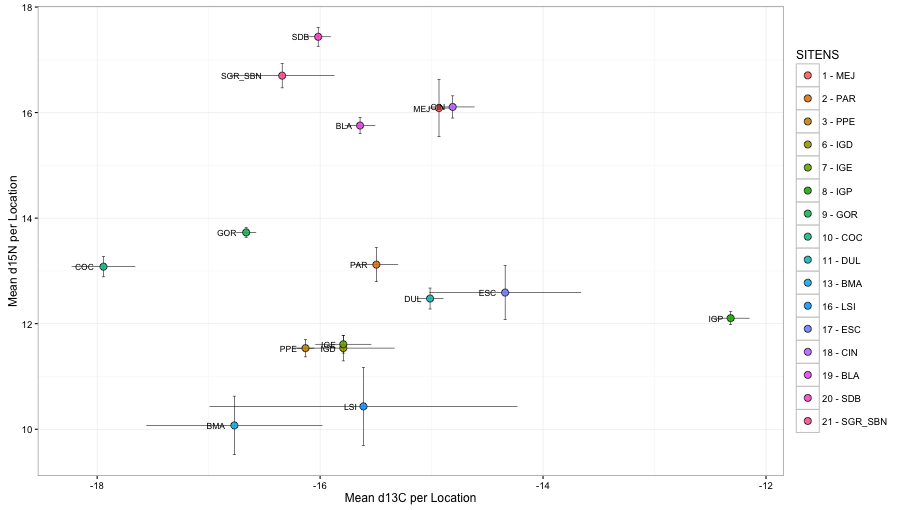 18
16
14
12
10
Mean d15N per Location
SDB
SGR_SBN
MEJ
CIN
BLA
GOR
COC
PAR
DUL
ESC
IGP
PPE
IGE
IGD
LSI
BMA
-18
-16
-14
-12
Mean d13C per Location
SITENS
1 - MEJ
2 - PAR
3 - PPE
6 - IGD
7 - IGE
8 - IGP
9 - GOR
10 - COC
11 - DUL
13 - BMA
16 - LSI
17 - ESC
18 - CIN
19 - BLA
20 - SDB
21 - SGR_SBN